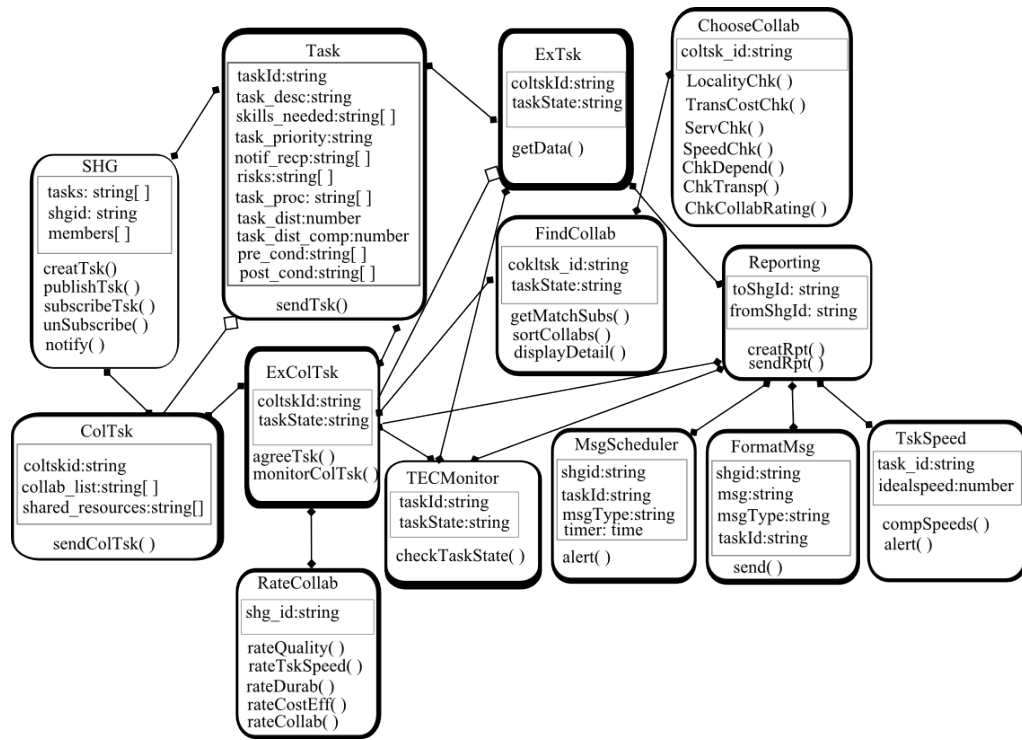 Task
taskId:string
task_desc:string
skills_needed:string[ ]
task_priority:string
notif_recp:string[ ]
risks:string[ ]
task_proc: string[ ]
task_dist:number
task_dist_comp:number
pre_cond:string[ ]
post_cond:string[ ]
sendTsk()
ExTsk
coltskId:string
taskState:string
getData( )
ChooseCollab
coltsk_id:string
LocalityChk( )
TransCostChk( )
ServChk( )
SpeedChk( )
ChkDepend( )
ChkTransp( )
ChkCollabRating( )
SHG
tasks: string[ ]
shgid: string
members[ ]
creatTsk()
publishTsk( )
subscribeTsk( )
unSubscribe( )
notify( )
FindCollab
cokltsk_id:string
taskState:string
getMatchSubs( )
sortCollabs( )
displayDetail( )
Reporting
toShgId: string
fromShgId: string
creatRpt( )
sendRpt( )
ExColTsk
coltskId:string
taskState:string
agreeTsk( )
monitorColTsk( )
ColTsk
coltskid:string
collab_list:string[ ]
shared_resources:string[]
sendColTsk( )
TECMonitor
taskId:string
taskState:string
checkTaskState( )
MsgScheduler
shgid:string
taskId:string
msgType:string
timer: time
alert( )
FormatMsg
shgid:string
msg:string
msgType:string
taskId:string
send( )
TskSpeed
task_id:string
idealspeed:number
compSpeeds( )
alert( )
RateCollab
shg_id:string
rateQuality( )
rateTskSpeed( )
rateDurab( )
rateCostEff( )
rateCollab( )